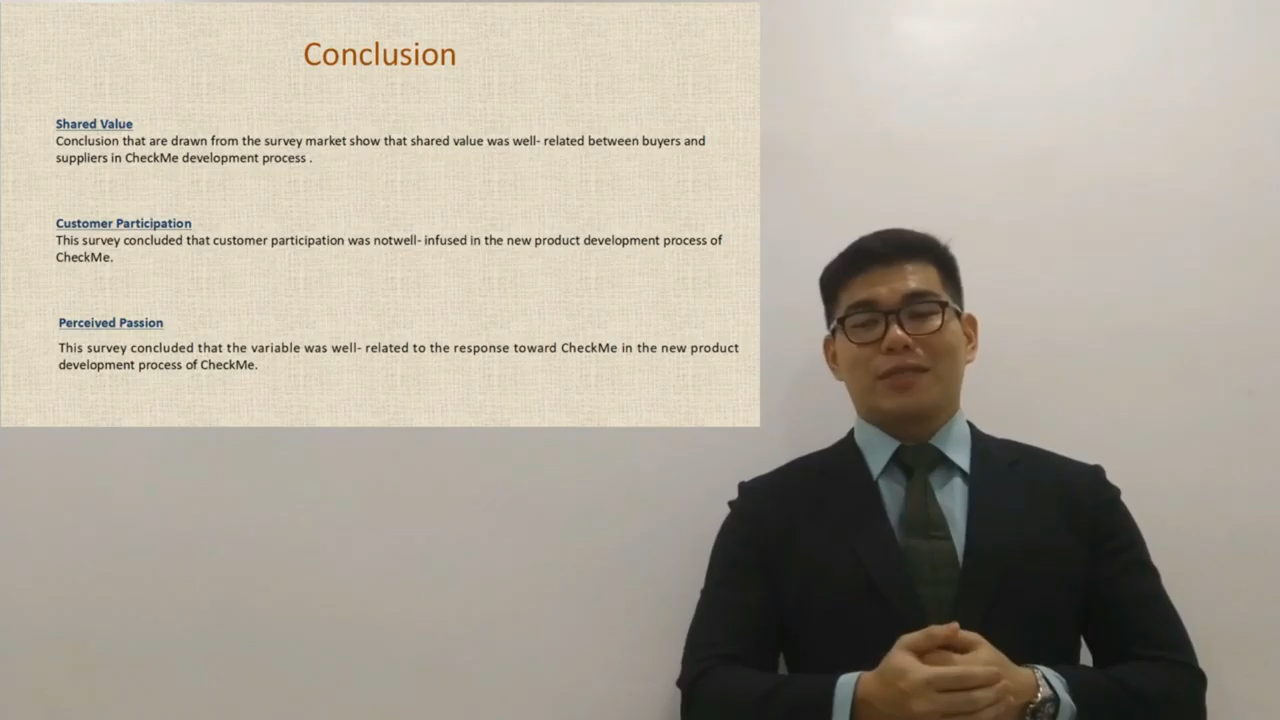 Conclusion
Shared Value
Conclusion that are drawn from the survey market show that shared value was well- related between buyers and
suppliers in CheckMe development process .
Customer Participation
This survey concluded that customer participation was notwell- infused in the new product development process of
CheckMe.
Perceived Passion
This survey concluded that the variable was well- related to the response toward CheckMe in the new product
development process of CheckMe.